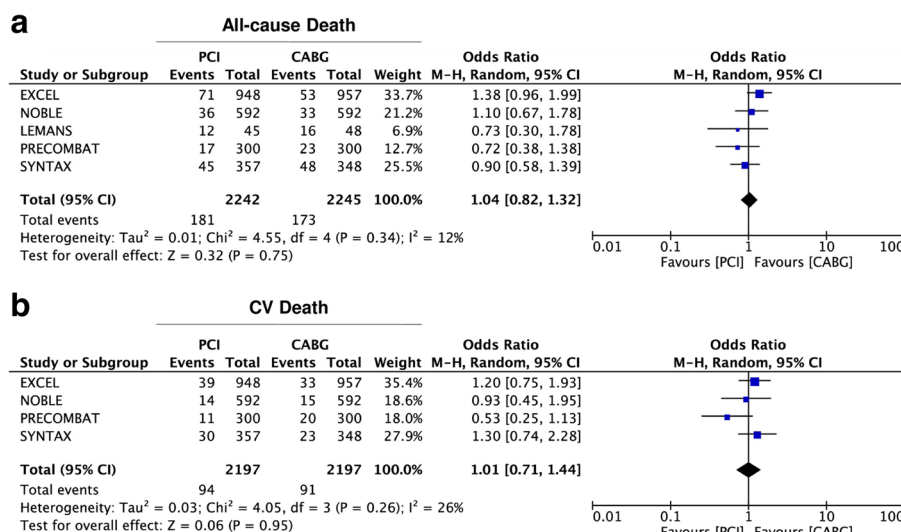 a
All-cause Death
PCI CABG Odds Ratio Odds Ratio
Study or Subgroup Events Total Events Total Weight M-H, Random, 95% CI M-H, Random, 95% CI
EXCEL 71 948 53 957 33.7% 1.38 [0.96, 1.99]
NOBLE 36 592 33 592 21.2% 1.10 [0.67, 1.78]
LEMANS 12 45 16 48 6.9% 0.73 [0.30, 1.78]
PRECOMBAT 17 300 23 300 12.7% 0.72 [0.38, 1.38]
SYNTAX 45 357 48 348 25.5% 0.90 [0.58, 1.39]
Total (95% CI) 2242 2245 100.0% 1.04 [0.82, 1.32]
Total events 181 173
Heterogeneity: Tau² = 0.01; Chi² = 4.55, df = 4 (P = 0.34); I² = 12%
Test for overall effect: Z = 0.32 (P = 0.75)
0.01 0.1 1 10 100
Favours [PCI] Favours [CABG]
b
CV Death
PCI CABG Odds Ratio Odds Ratio
Study or Subgroup Events Total Events Total Weight M-H, Random, 95% CI M-H, Random, 95% CI
EXCEL 39 948 33 957 35.4% 1.20 [0.75, 1.93]
NOBLE 14 592 15 592 18.6% 0.93 [0.45, 1.95]
PRECOMBAT 11 300 20 300 18.0% 0.53 [0.25, 1.13]
SYNTAX 30 357 23 348 27.9% 1.30 [0.74, 2.28]
Total (95% CI) 2197 2197 100.0% 1.01 [0.71, 1.44]
Total events 94 91
Heterogeneity: Tau² = 0.03; Chi² = 4.05, df = 3 (P = 0.26); I² = 26%
Test for overall effect: Z = 0.06 (P = 0.95)
0.01 0.1 1 10 100
Favours [PCI] Favours [CABG]